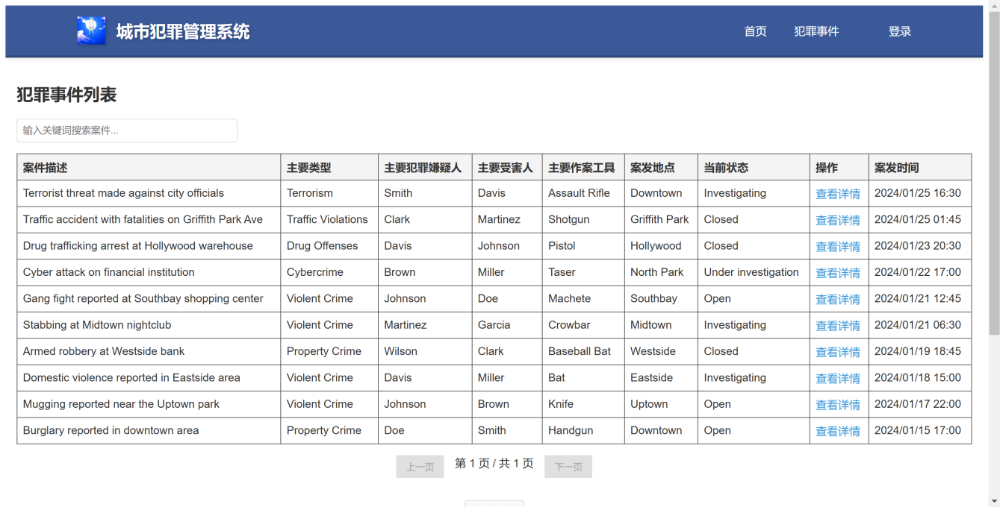 城市犯罪管理系统 首页 犯罪事件 登录
犯罪事件列表
输入关键词搜索案件...
案件描述 主要类型 主要犯罪嫌疑人 主要受害人 主要作案工具 案发地点 当前状态 操作 案发时间
Terrorist threat made against city officials Terrorism Smith Davis Assault Rifle Downtown Investigating 查看详情 2024/01/25 16:30
Traffic accident with fatalities on Griffith Park Ave Traffic Violations Clark Martinez Shotgun Griffith Park Closed 查看详情 2024/01/25 01:45
Drug trafficking arrest at Hollywood warehouse Drug Offenses Davis Johnson Pistol Hollywood Closed 查看详情 2024/01/23 20:30
Cyber attack on financial institution Cybercrime Brown Miller Taser North Park Under investigation 查看详情 2024/01/22 17:00
Gang fight reported at Southbay shopping center Violent Crime Johnson Doe Machete Southbay Open 查看详情 2024/01/21 12:45
Stabbing at Midtown nightclub Violent Crime Martinez Garcia Crowbar Midtown Investigating 查看详情 2024/01/21 06:30
Armed robbery at Westside bank Property Crime Wilson Clark Baseball Bat Westside Closed 查看详情 2024/01/19 18:45
Domestic violence reported in Eastside area Violent Crime Davis Miller Bat Eastside Investigating 查看详情 2024/01/18 15:00
Mugging reported near the Uptown park Violent Crime Johnson Brown Knife Uptown Open 查看详情 2024/01/17 22:00
Burglary reported in downtown area Property Crime Doe Smith Handgun Downtown Open 查看详情 2024/01/15 17:00
上一页 第 1 页 / 共 1 页 下一页